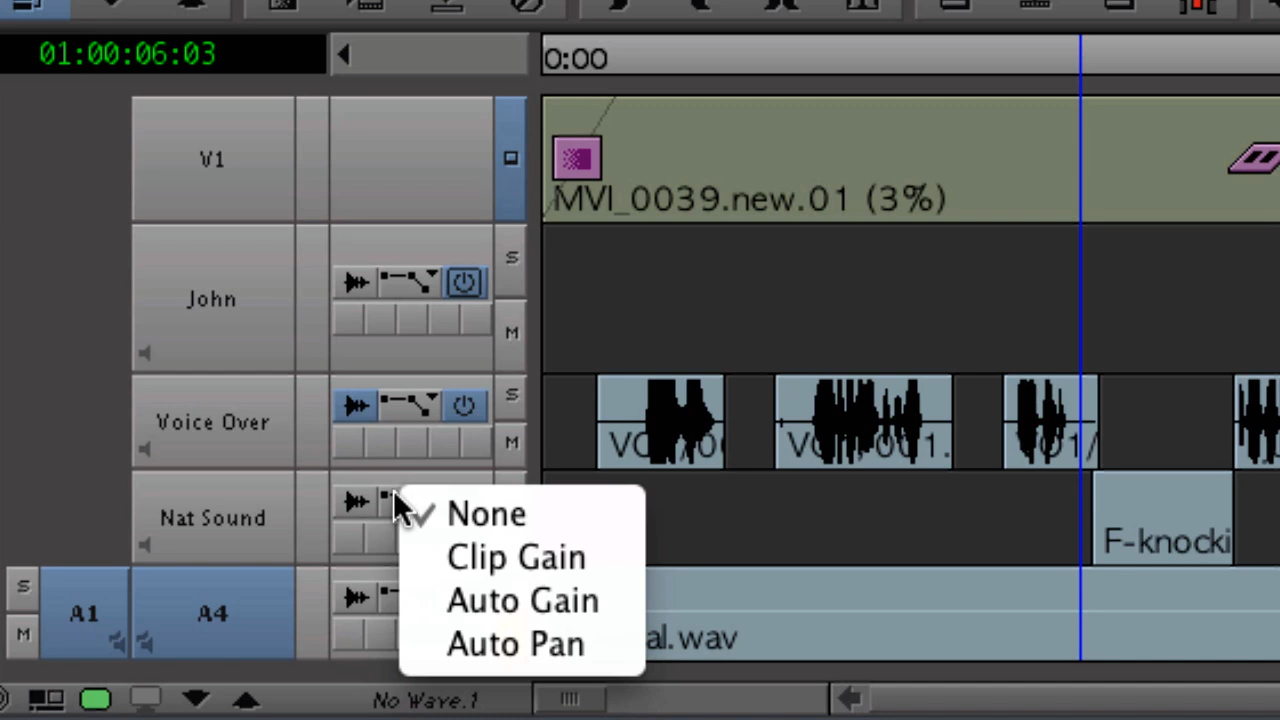 01:00:06:03
0:00
V1
MVI_0039.new.01 (3%)
S
John
M
Voice Over
S
M
Nat Sound
None
Clip Gain
Auto Gain
Auto Pan
F-knocki
S
M
A1
A4
al.wav
No Wave.1